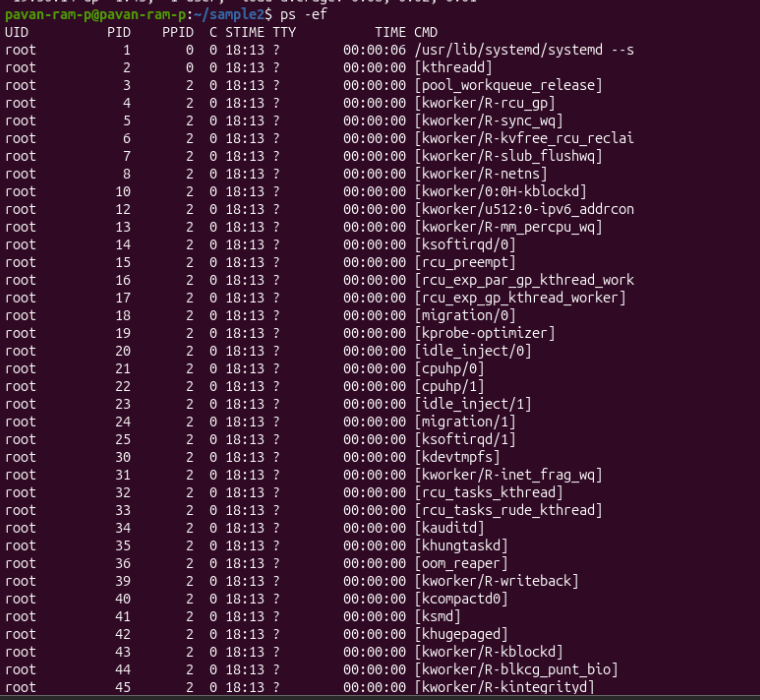 pavan-ram-p@pavan-ram-p:~/sample2$ ps -ef
UID PID PPID C STIME TTY TIME CMD
root 1 0 0 18:13 ? 00:00:06 /usr/lib/systemd/systemd --s
root 2 0 0 18:13 ? 00:00:00 [kthreadd]
root 3 2 0 18:13 ? 00:00:00 [pool_workqueue_release]
root 4 2 0 18:13 ? 00:00:00 [kworker/R-rcu_gp]
root 5 2 0 18:13 ? 00:00:00 [kworker/R-sync_wq]
root 6 2 0 18:13 ? 00:00:00 [kworker/R-kvfree_rcu_reclai
root 7 2 0 18:13 ? 00:00:00 [kworker/R-slub_flushwq]
root 8 2 0 18:13 ? 00:00:00 [kworker/R-netns]
root 10 2 0 18:13 ? 00:00:00 [kworker/0:0H-kblockd]
root 12 2 0 18:13 ? 00:00:00 [kworker/u512:0-ipv6_addrcon
root 13 2 0 18:13 ? 00:00:00 [kworker/R-mm_percpu_wq]
root 14 2 0 18:13 ? 00:00:00 [ksoftirqd/0]
root 15 2 0 18:13 ? 00:00:00 [rcu_preempt]
root 16 2 0 18:13 ? 00:00:00 [rcu_exp_par_gp_kthread_work
root 17 2 0 18:13 ? 00:00:00 [rcu_exp_gp_kthread_worker]
root 18 2 0 18:13 ? 00:00:00 [migration/0]
root 19 2 0 18:13 ? 00:00:00 [kprobe-optimizer]
root 20 2 0 18:13 ? 00:00:00 [idle_inject/0]
root 21 2 0 18:13 ? 00:00:00 [cpuhp/0]
root 22 2 0 18:13 ? 00:00:00 [cpuhp/1]
root 23 2 0 18:13 ? 00:00:00 [idle_inject/1]
root 24 2 0 18:13 ? 00:00:00 [migration/1]
root 25 2 0 18:13 ? 00:00:00 [ksoftirqd/1]
root 30 2 0 18:13 ? 00:00:00 [kdevtmpfs]
root 31 2 0 18:13 ? 00:00:00 [kworker/R-inet_frag_wq]
root 32 2 0 18:13 ? 00:00:00 [rcu_tasks_kthread]
root 33 2 0 18:13 ? 00:00:00 [rcu_tasks_rude_kthread]
root 34 2 0 18:13 ? 00:00:00 [kauditd]
root 35 2 0 18:13 ? 00:00:00 [khungtaskd]
root 36 2 0 18:13 ? 00:00:00 [oom_reaper]
root 39 2 0 18:13 ? 00:00:00 [kworker/R-writeback]
root 40 2 0 18:13 ? 00:00:00 [kcompactd0]
root 41 2 0 18:13 ? 00:00:00 [ksmd]
root 42 2 0 18:13 ? 00:00:00 [khugepaged]
root 43 2 0 18:13 ? 00:00:00 [kworker/R-kblockd]
root 44 2 0 18:13 ? 00:00:00 [kworker/R-blkcg_punt_bio]
root 45 2 0 18:13 ? 00:00:00 [kworker/R-kintegrityd]